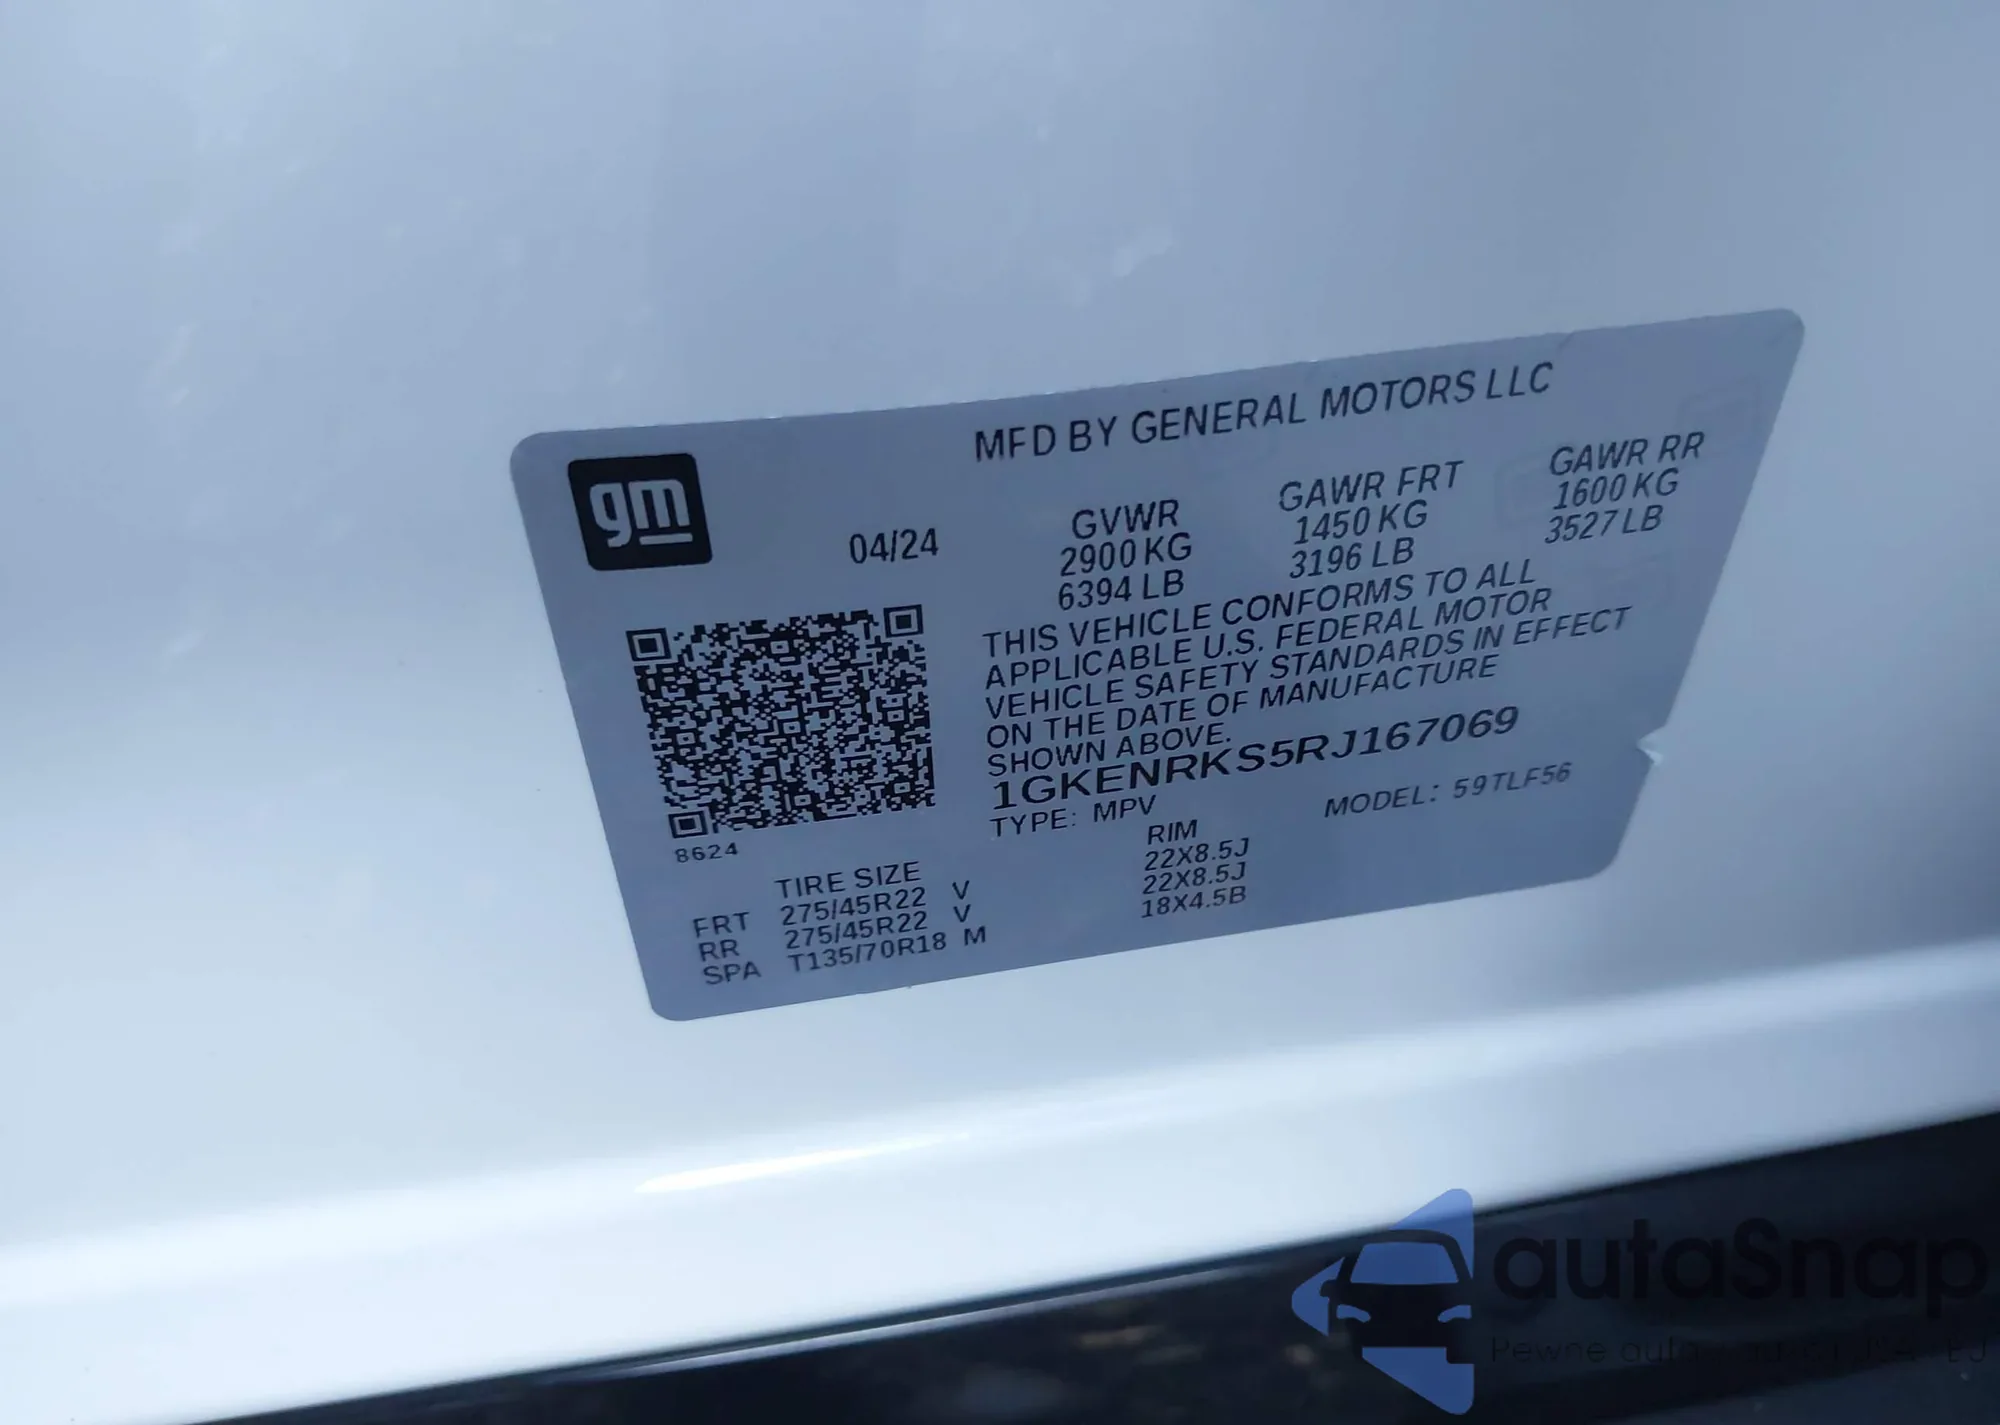 MFD BY GENERAL MOTORS LLC
gm
04/24
GVWR
2900 KG
6394 LB
GAWR FRT
1450 KG
3196 LB
GAWR RR
1600 KG
3527 LB
THIS VEHICLE CONFORMS TO ALL
APPLICABLE U.S. FEDERAL MOTOR
VEHICLE SAFETY STANDARDS IN EFFECT
ON THE DATE OF MANUFACTURE
SHOWN ABOVE.
1GKENRKS5RJ167069
TYPE: MPV
MODEL: 59TLF56
8624
TIRE SIZE
RIM
FRT 275/45R22 V 22X8.5J
RR 275/45R22 V 22X8.5J
SPA T135/70R18 M 18X4.5B
autaSnap
Pewne auta